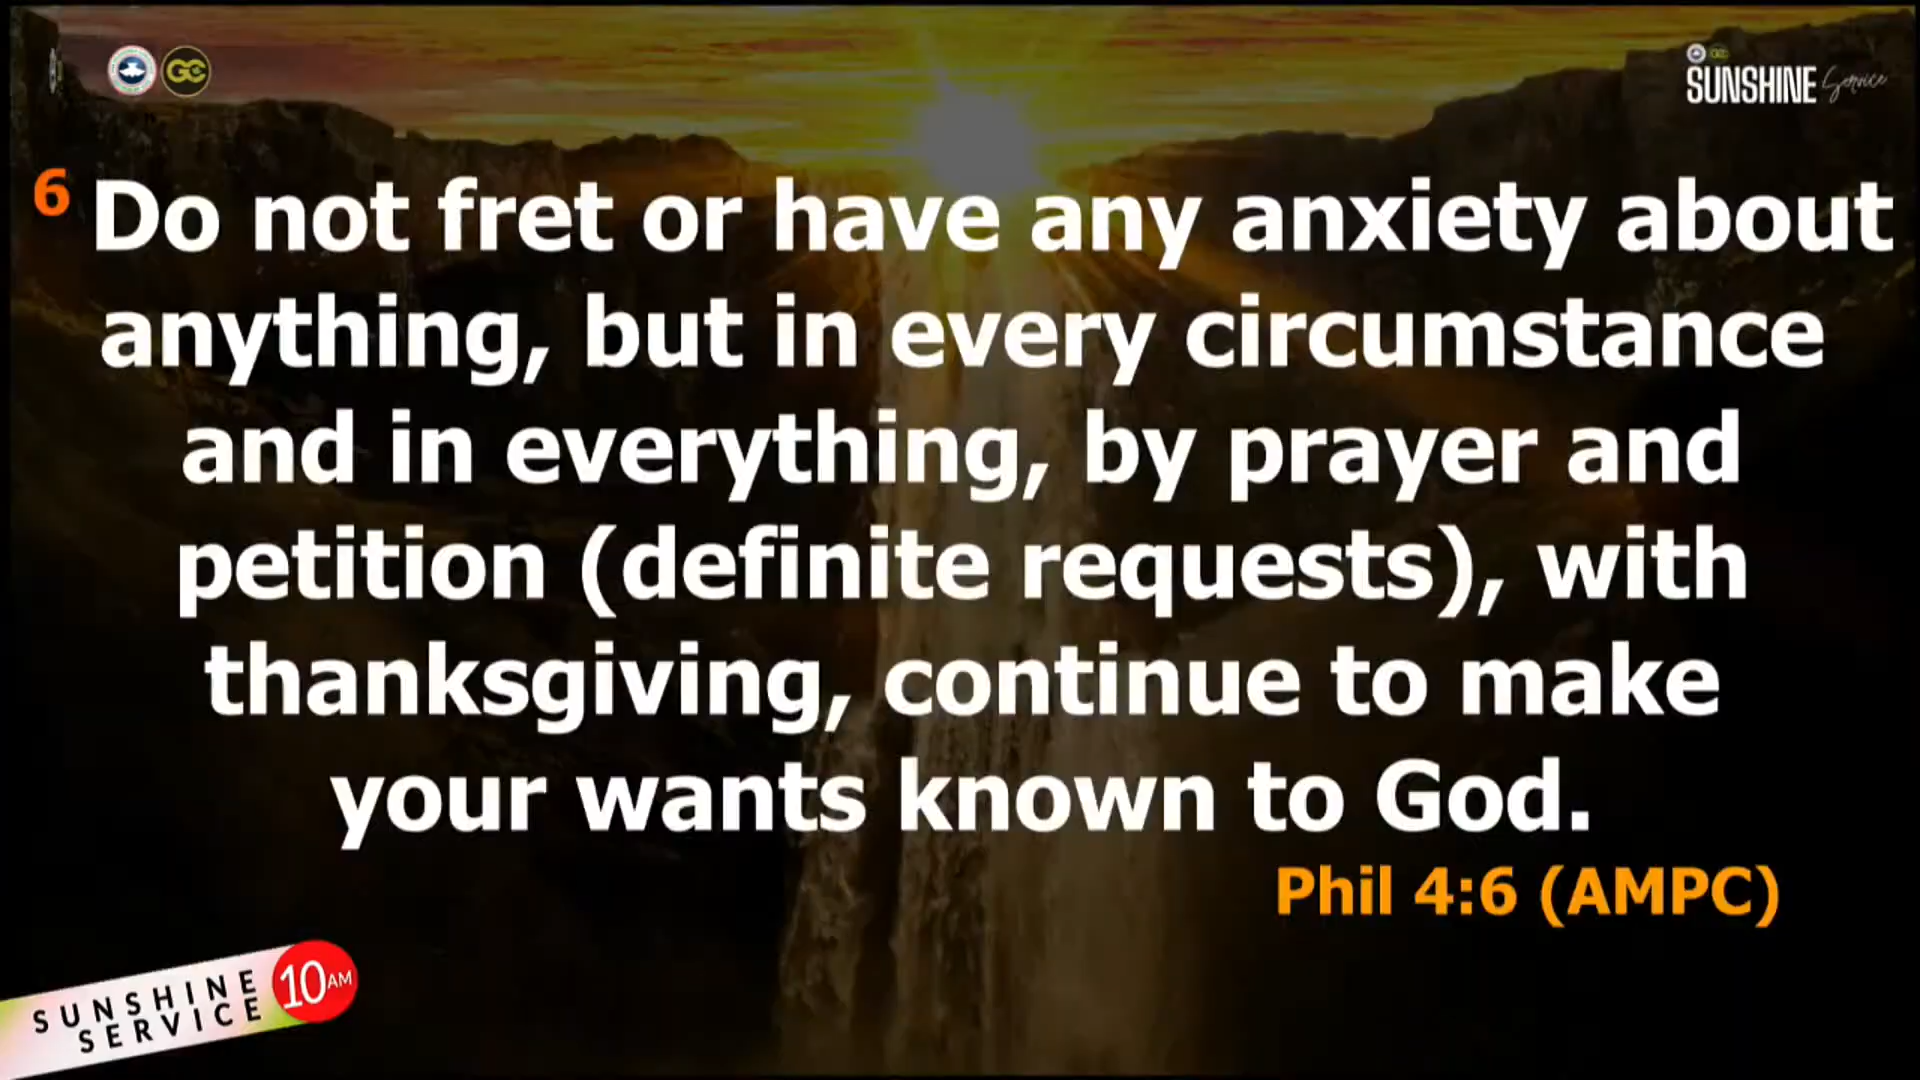 GC
SUNSHINE Service
6 Do not fret or have any anxiety about
anything, but in every circumstance
and in everything, by prayer and
petition (definite requests), with
thanksgiving, continue to make
your wants known to God.
Phil 4:6 (AMPC)
SUNSHINE
SERVICE
10AM